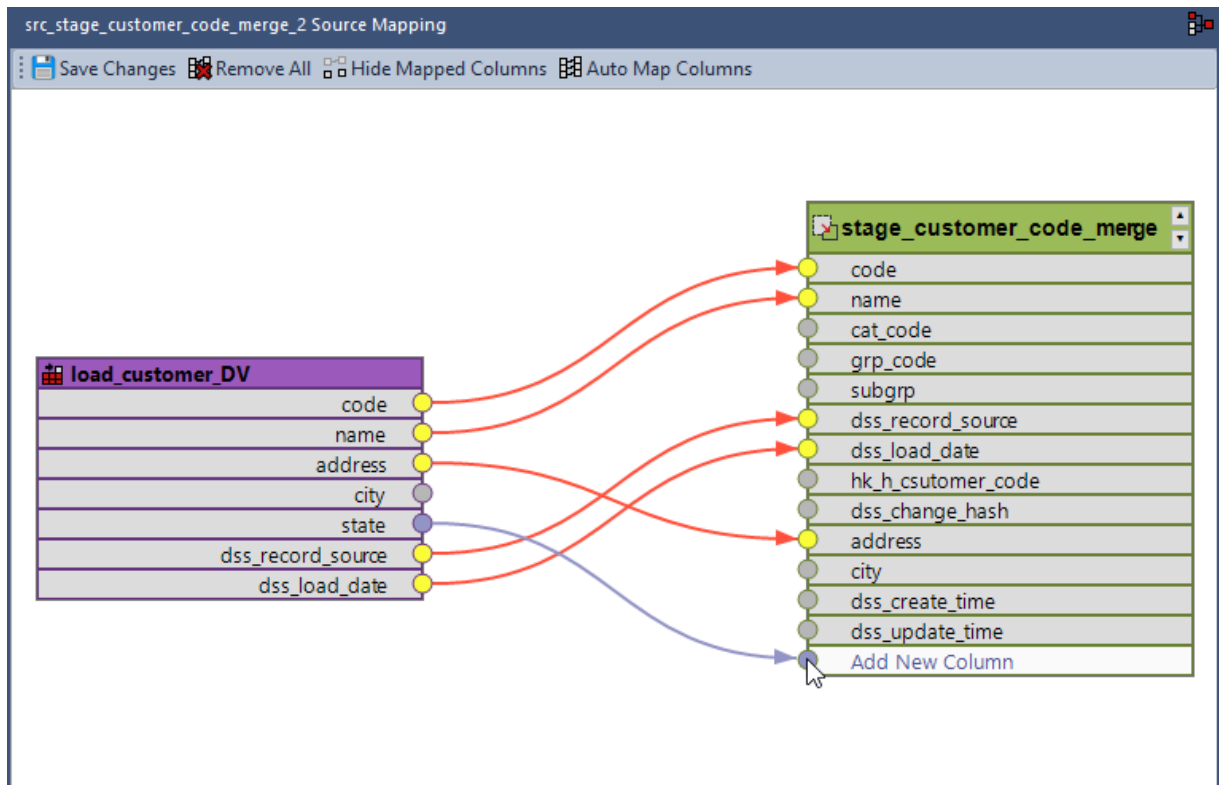 src_stage_customer_code_merge_2 Source Mapping
Save Changes Remove All Hide Mapped Columns Auto Map Columns
load_customer_DV
code
name
address
city
state
dss_record_source
dss_load_date
stage_customer_code_merge
code
name
cat_code
grp_code
subgrp
dss_record_source
dss_load_date
hk_h_csutomer_code
dss_change_hash
address
city
dss_create_time
dss_update_time
Add New Column